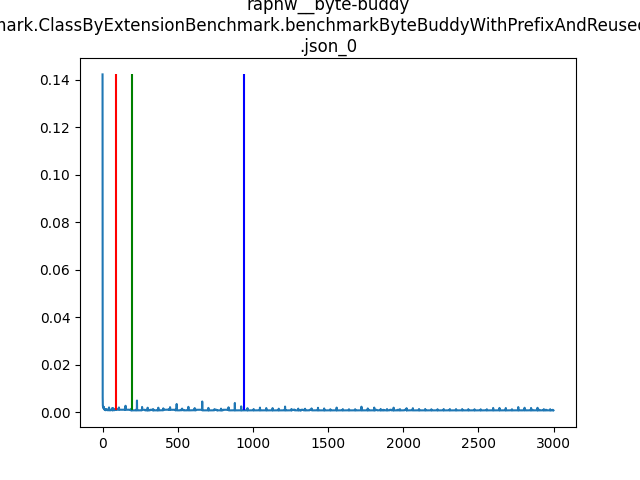 raphw__byte-buddy
mark.ClassByExtensionBenchmark.benchmarkByteBuddyWithPrefixAndReused
.json_0
0.14
0.12
0.10
0.08
0.06
0.04
0.02
0.00
0 500 1000 1500 2000 2500 3000